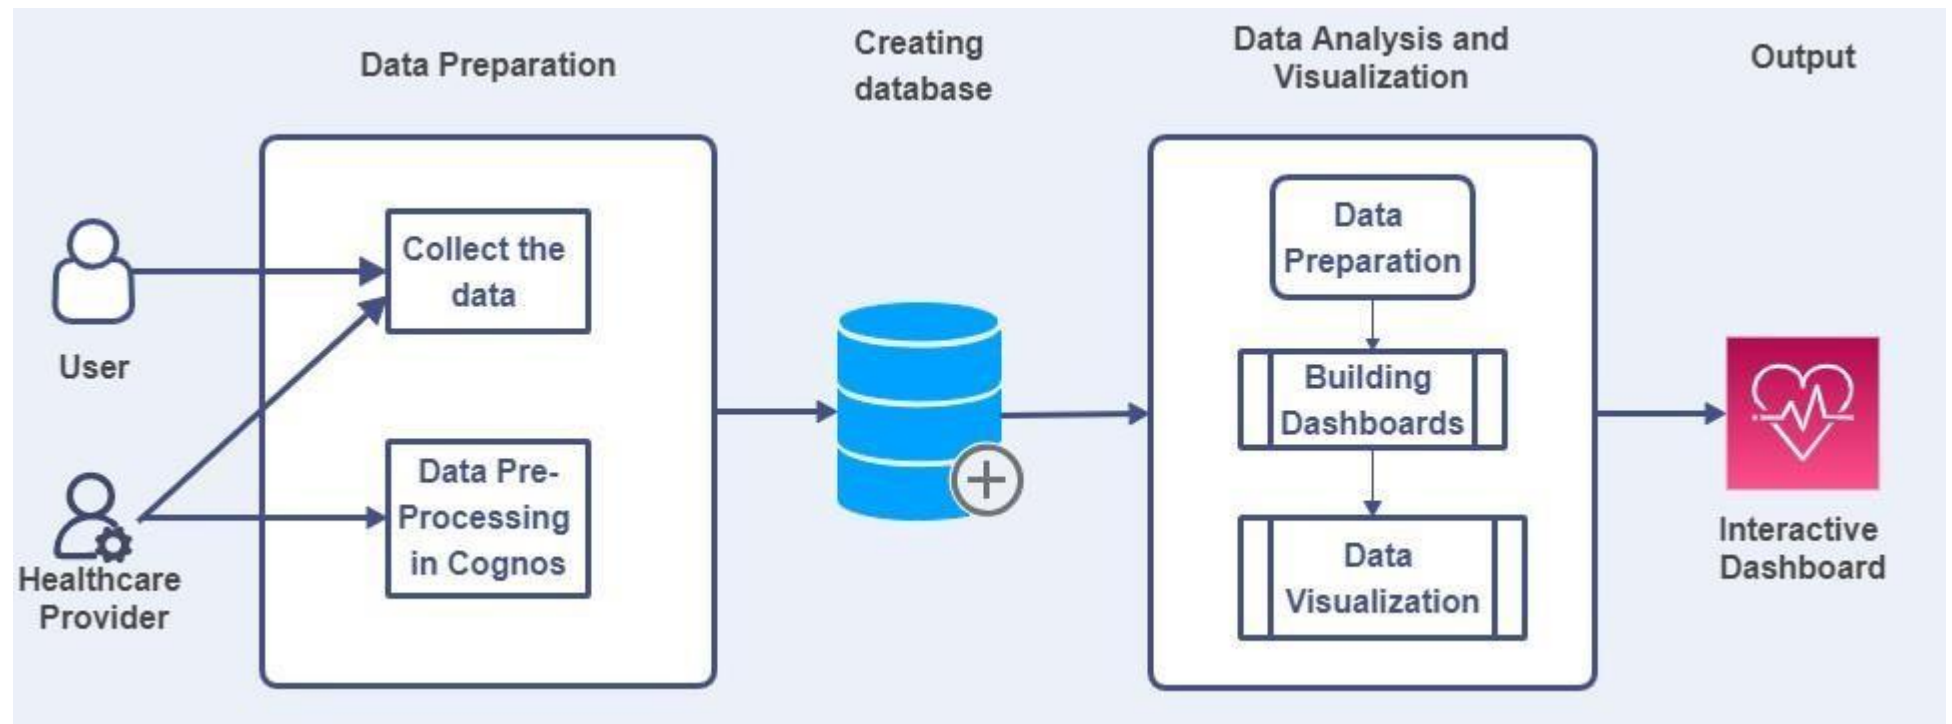 Data Preparation
Creating
database
Data Analysis and
Visualization
Output
User
Healthcare
Provider
Collect the
data
Data Pre-
Processing
in Cognos
Data
Preparation
Building
Dashboards
Data
Visualization
Interactive
Dashboard